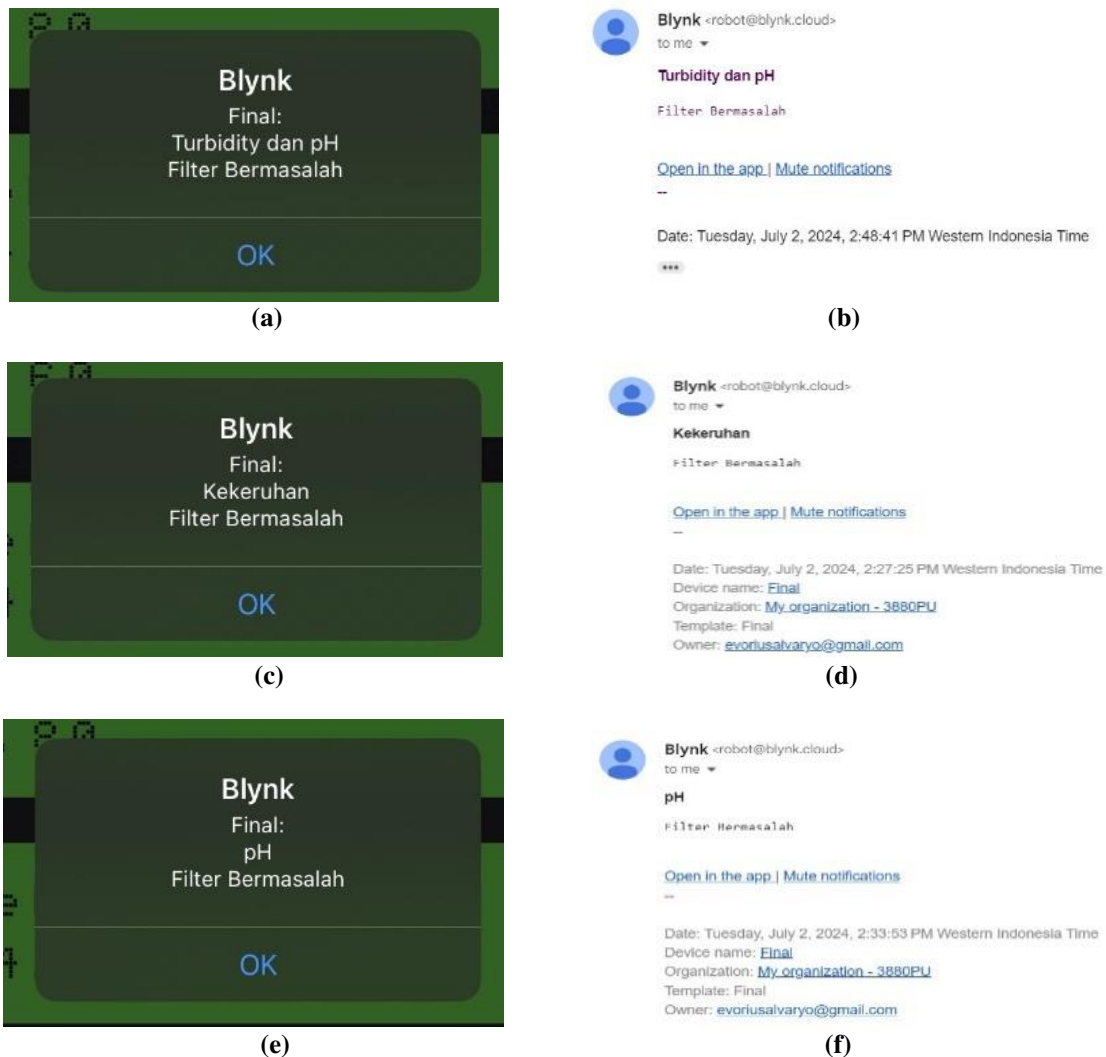 Blynk
Final:
Turbidity dan pH
Filter Bermasalah
OK
(a)
Blynk <robot@blynk.cloud>
to me
Turbidity dan pH
Filter Bermasalah
Open in the app | Mute notifications
--
Date: Tuesday, July 2, 2024, 2:48:41 PM Western Indonesia Time
•••
(b)
Blynk
Final:
Kekeruhan
Filter Bermasalah
OK
(c)
Blynk <robot@blynk.cloud>
to me
Kekeruhan
Filter Bermasalah
Open in the app | Mute notifications
--
Date: Tuesday, July 2, 2024, 2:27:25 PM Western Indonesia Time
Device name: Final
Organization: My organization - 3880PU
Template: Final
Owner: evoriusalvaryo@gmail.com
(d)
Blynk
Final:
pH
Filter Bermasalah
OK
(e)
Blynk <robot@blynk.cloud>
to me
pH
Filter Bermasalah
Open in the app | Mute notifications
--
Date: Tuesday, July 2, 2024, 2:33:53 PM Western Indonesia Time
Device name: Final
Organization: My organization - 3880PU
Template: Final
Owner: evoriusalvaryo@gmail.com
(f)